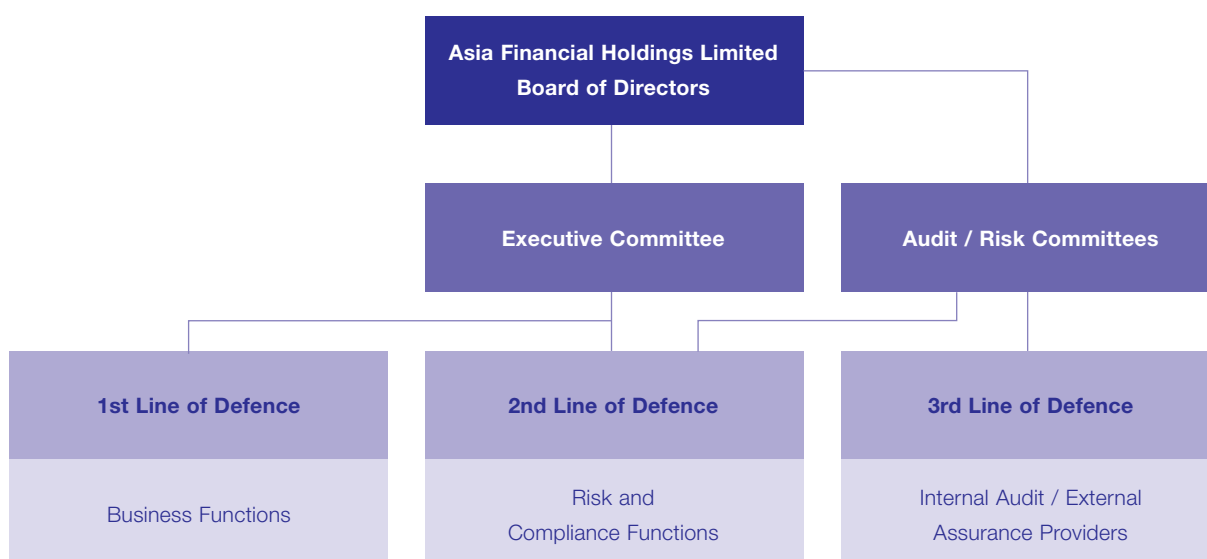 Asia Financial Holdings Limited
Board of Directors
Executive Committee
Audit / Risk Committees
1st Line of Defence
2nd Line of Defence
3rd Line of Defence
Business Functions
Risk and
Compliance Functions
Internal Audit / External
Assurance Providers